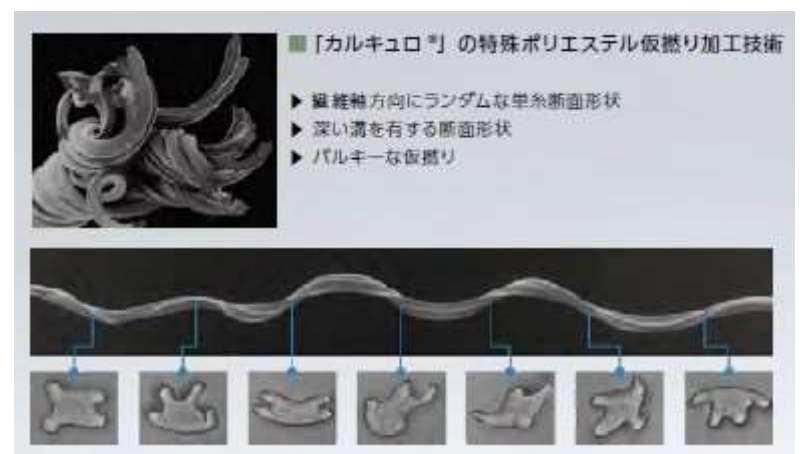 「カルキュロ®」の特殊ポリエステル仮撚り加工技術
▶ 繊維軸方向にランダムな単糸断面形状
▶ 深い溝を有する断面形状
▶ バルキーな仮撚り